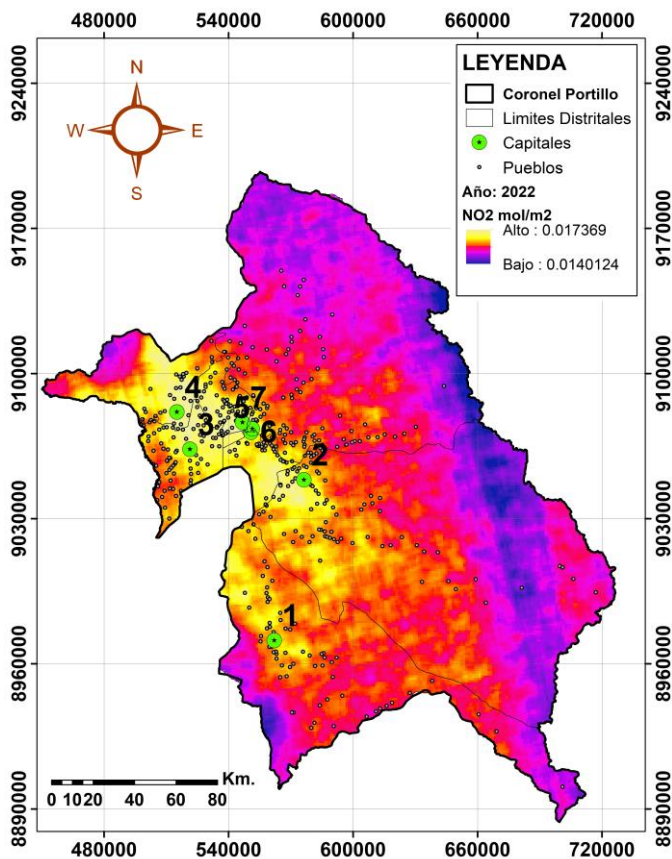 480000 540000 600000 660000 720000
9240000
9170000
9100000
9030000
8960000
8890000
N
W E
S
LEYENDA
Coronel Portillo
Limites Distritales
Capitales
Pueblos
Año: 2022
NO2 mol/m2
Alto : 0.017369
Bajo : 0.0140124
4
7
5
3
6
2
1
Km.
0 10 20 40 60 80
9240000
9170000
9100000
9030000
8960000
8890000
480000 540000 600000 660000 720000